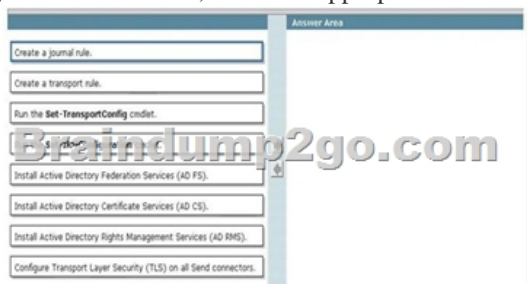 Answer Area
Create a journal rule.
Create a transport rule.
Run the Set-TransportConfig cmdlet.
Braindump2go.com
Install Active Directory Federation Services (AD FS).
Install Active Directory Certificate Services (AD CS).
Install Active Directory Rights Management Services (AD RMS).
Configure Transport Layer Security (TLS) on all Send connectors.